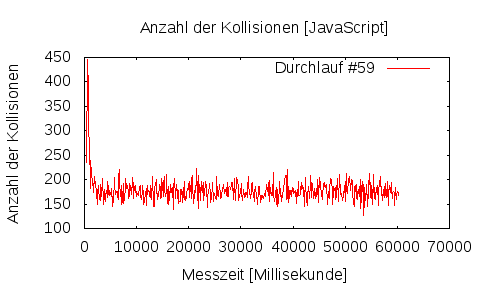 Anzahl der Kollisionen [JavaScript]
Anzahl der Kollisionen
450
400
350
300
250
200
150
100
Durchlauf #59
0 10000 20000 30000 40000 50000 60000 70000
Messzeit [Millisekunde]